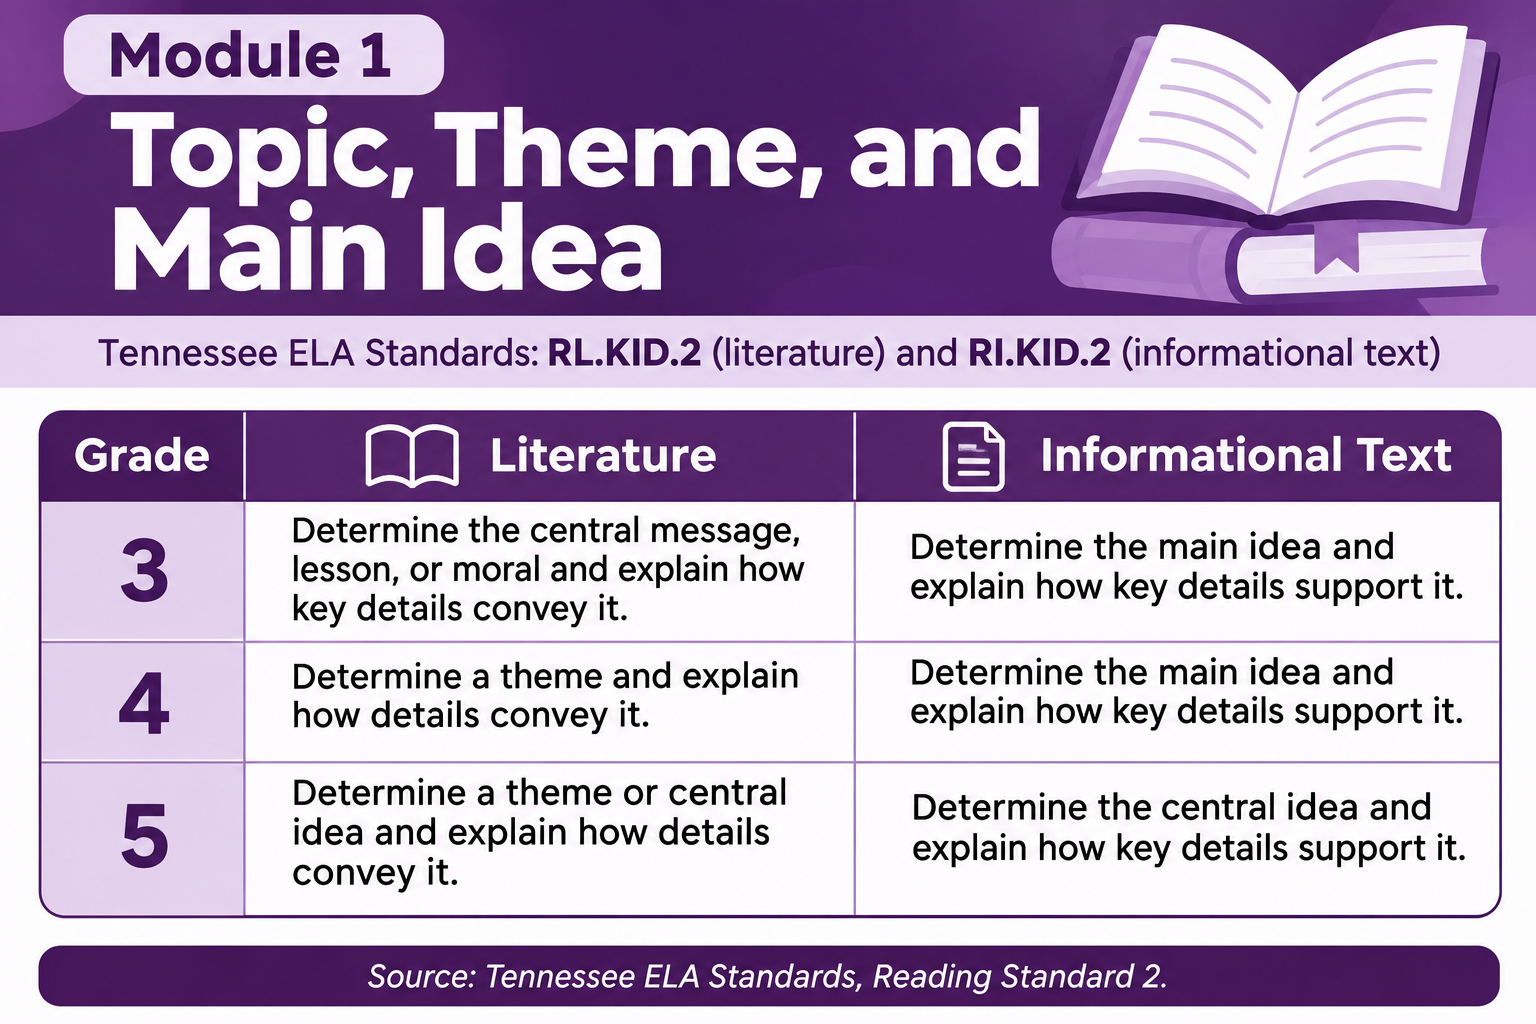 Module 1
Topic, Theme, and
Main Idea
Tennessee ELA Standards: RL.KID.2 (literature) and RI.KID.2 (informational text)
Grade
Literature
Informational Text
3
Determine the central message,
lesson, or moral and explain how
key details convey it.
Determine the main idea and
explain how key details support it.
4
Determine a theme and explain
how details convey it.
Determine the main idea and
explain how key details support it.
5
Determine a theme or central
idea and explain how details
convey it.
Determine the central idea and
explain how key details support it.
Source: Tennessee ELA Standards, Reading Standard 2.